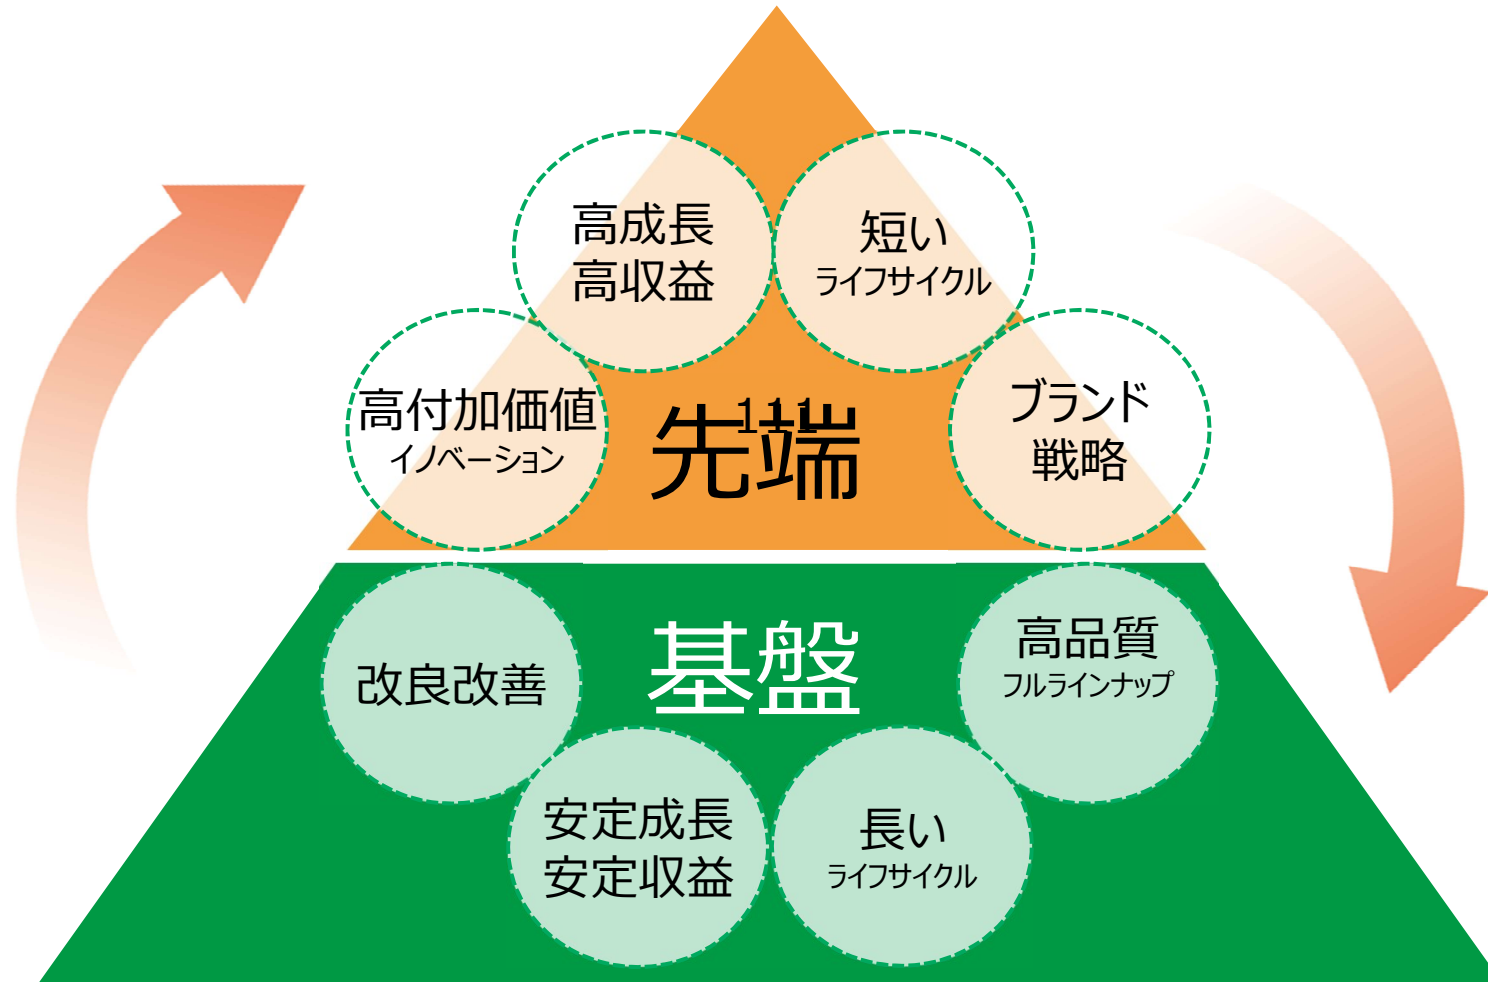 高成長
高収益
短い
ライフサイクル
高付加価値
イノベーション
111
先端
ブランド
戦略
改良改善
基盤
高品質
フルラインナップ
安定成長
安定収益
長い
ライフサイクル